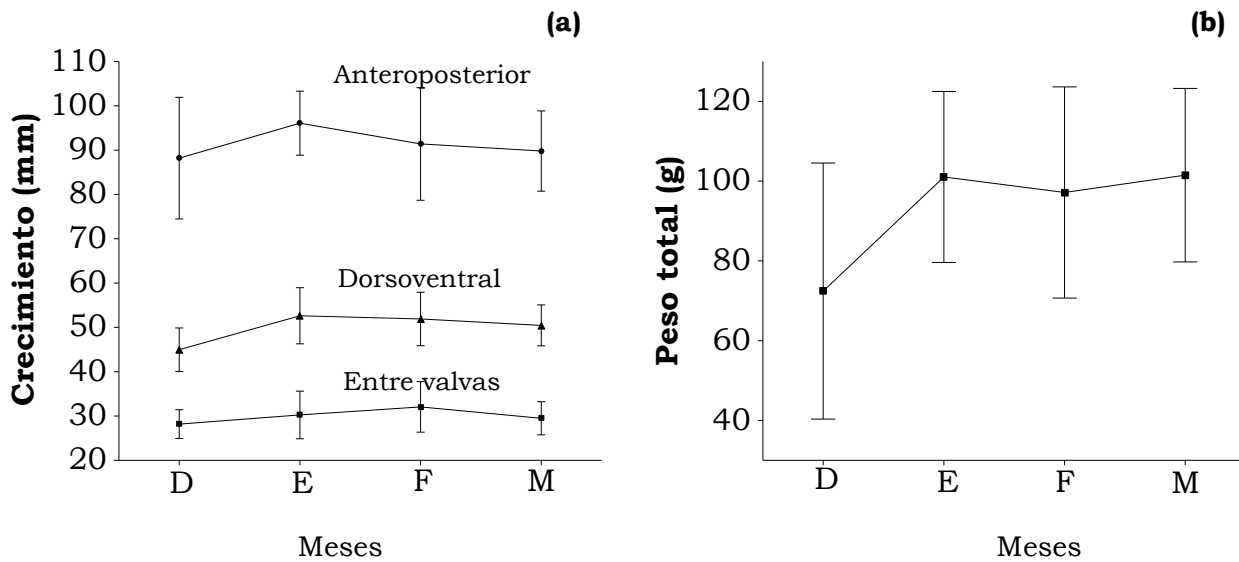 (a)
Crecimiento (mm)
110
100
90
80
70
60
50
40
30
20
Anteroposterior
Dorsoventral
Entre valvas
D E F M
Meses
(b)
Peso total (g)
120
100
80
60
40
D E F M
Meses